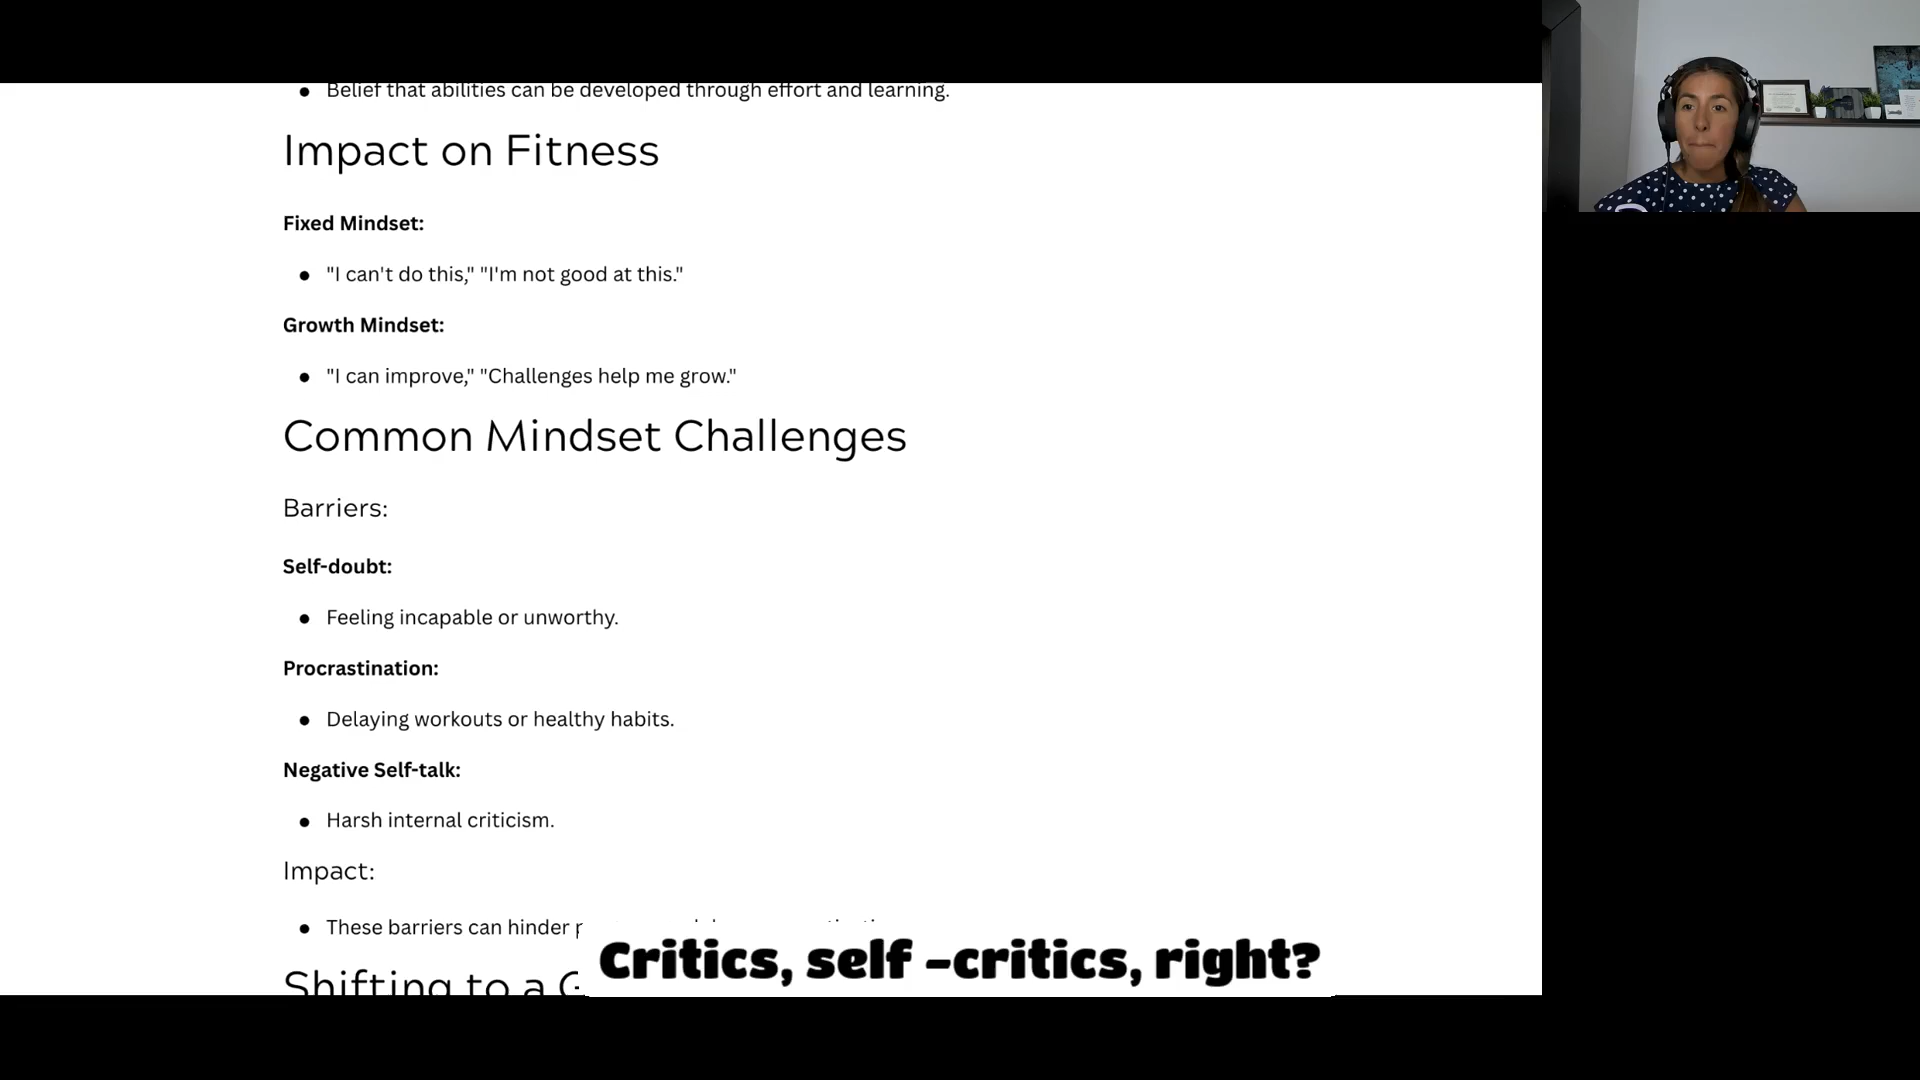 Belief that abilities can be developed through effort and learning.
Impact on Fitness
Fixed Mindset:
"I can't do this," "I'm not good at this."
Growth Mindset:
"I can improve," "Challenges help me grow."
Common Mindset Challenges
Barriers:
Self-doubt:
Feeling incapable or unworthy.
Procrastination:
Delaying workouts or healthy habits.
Negative Self-talk:
Harsh internal criticism.
Impact:
These barriers can hinder
Shifting to a
Critics, self -critics, right?